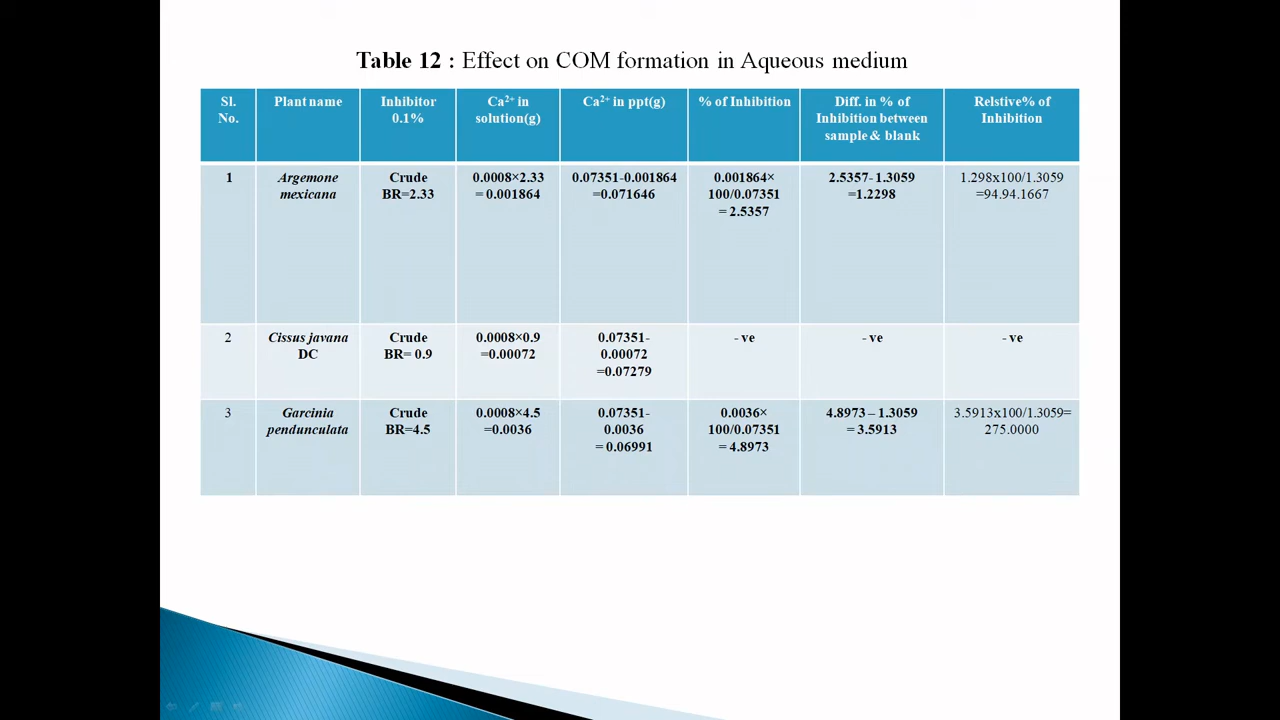 Table 12 : Effect on COM formation in Aqueous medium
Sl.
No.
Plant name
Inhibitor
0.1%
Ca²⁺ in
solution(g)
Ca²⁺ in ppt(g)
% of Inhibition
Diff. in % of
Inhibition between
sample & blank
Relstive% of
Inhibition
1
Argemone
mexicana
Crude
BR=2.33
0.0008×2.33
= 0.001864
0.07351-0.001864
=0.071646
0.001864×
100/0.07351
= 2.5357
2.5357- 1.3059
=1.2298
1.298x100/1.3059
=94.94.1667
2
Cissus javana
DC
Crude
BR= 0.9
0.0008×0.9
=0.00072
0.07351-
0.00072
=0.07279
- ve
- ve
- ve
3
Garcinia
pendunculata
Crude
BR=4.5
0.0008×4.5
=0.0036
0.07351-
0.0036
= 0.06991
0.0036×
100/0.07351
= 4.8973
4.8973 – 1.3059
= 3.5913
3.5913x100/1.3059=
275.0000